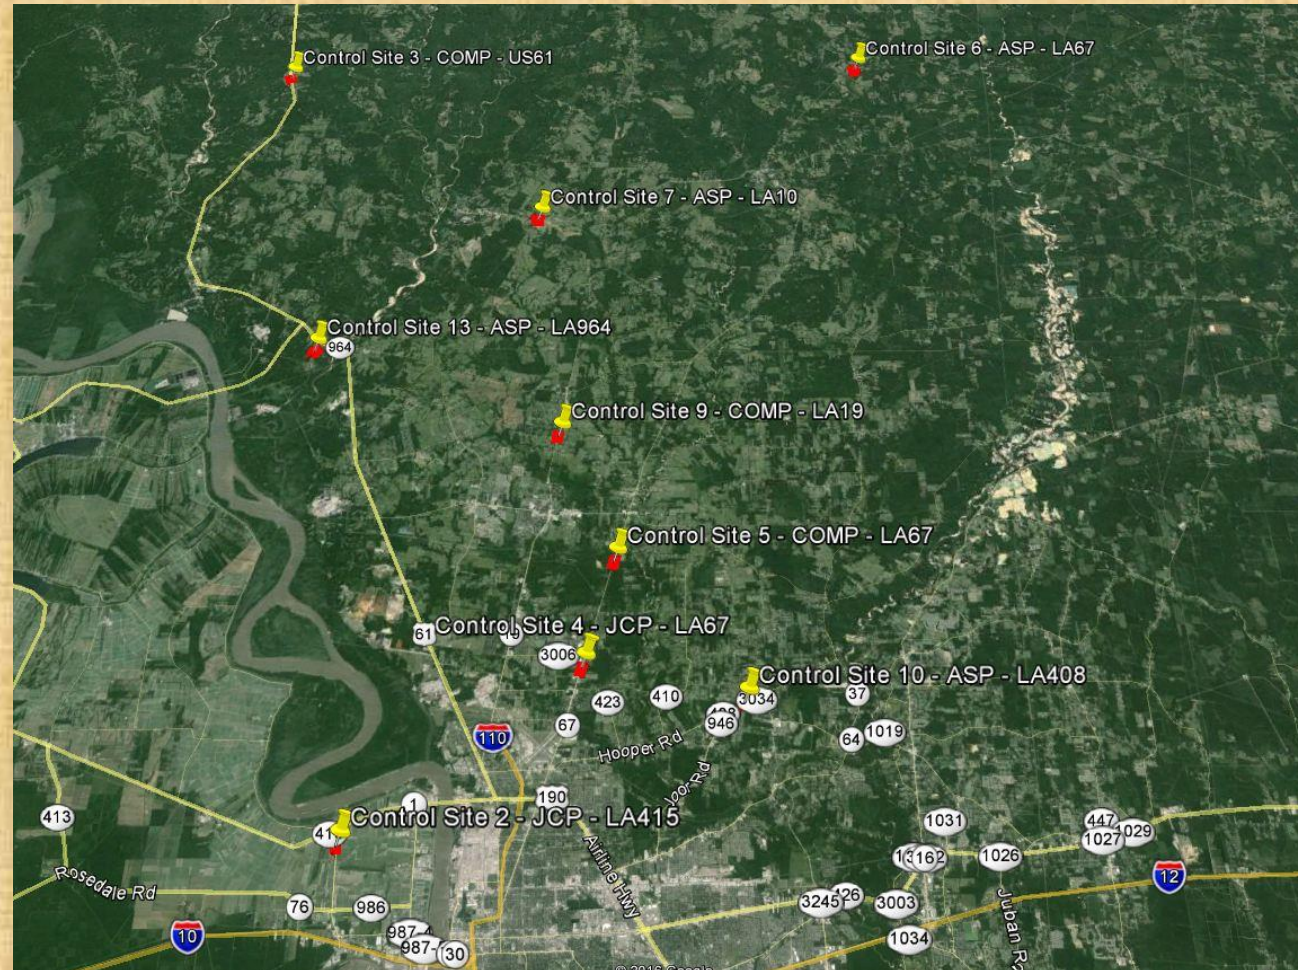 Control Site 3 - COMP - US61
Control Site 6 - ASP - LA67
Control Site 7 - ASP - LA10
Control Site 13 - ASP - LA964
964
Control Site 9 - COMP - LA19
Control Site 5 - COMP - LA67
61
Control Site 4 - JCP - LA67
3006
Control Site 10 - ASP - LA408
3034
37
423
410
946
67
64
1019
110
Hooper Rd
190
1
413
Control Site 2 - JCP - LA415
1031
447
1027
1026
Airline Hwy
Rosedale Rd
12
76
986
3245
3003
10
30
1034
© 2016 Google